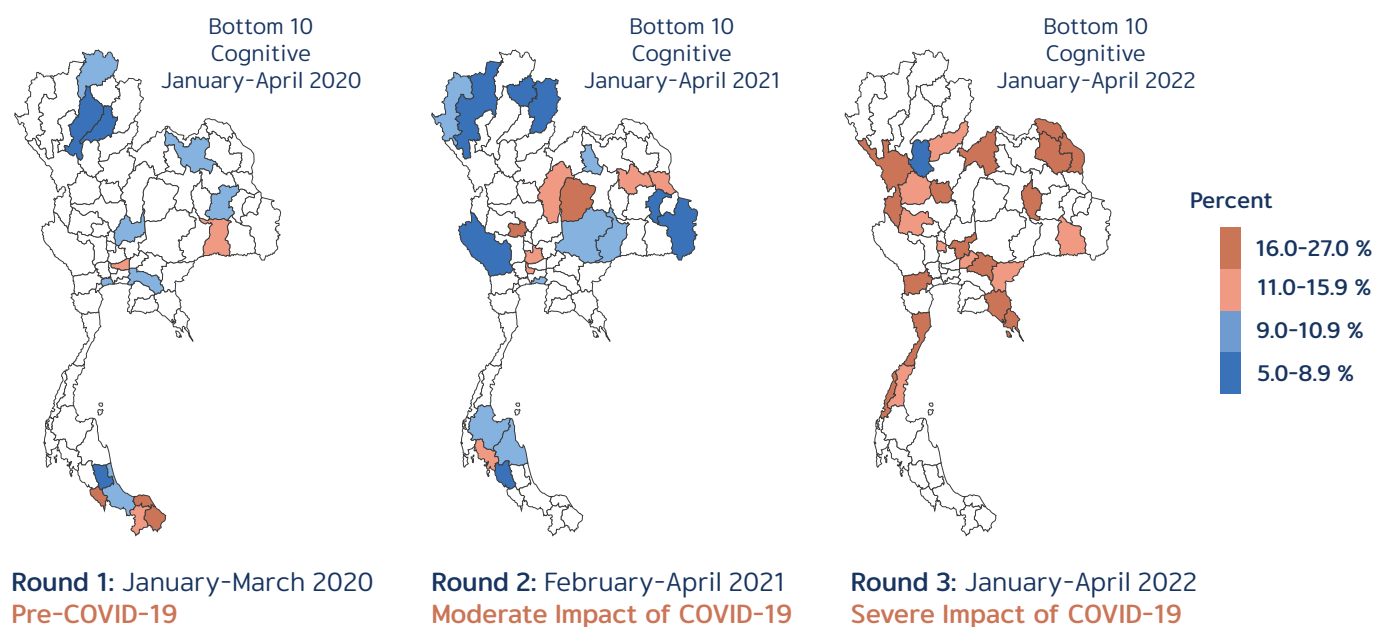 Bottom 10
Cognitive
January-April 2020
Bottom 10
Cognitive
January-April 2021
Bottom 10
Cognitive
January-April 2022
Percent
16.0-27.0 %
11.0-15.9 %
9.0-10.9 %
5.0-8.9 %
Round 1: January-March 2020
Pre-COVID-19
Round 2: February-April 2021
Moderate Impact of COVID-19
Round 3: January-April 2022
Severe Impact of COVID-19